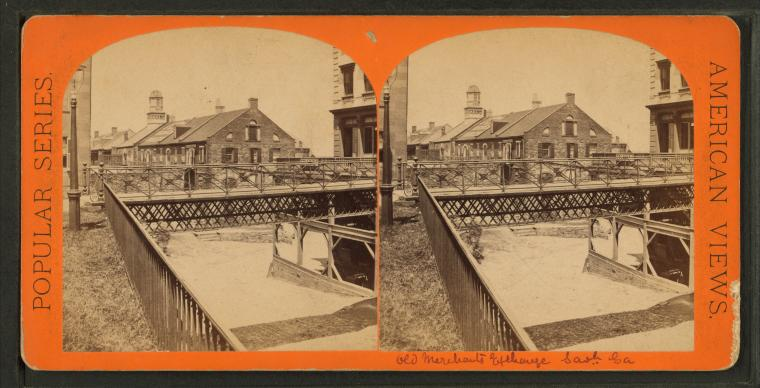 POPULAR SERIES.
AMERICAN VIEWS.
Old Merchants Exchange Sav. Ga